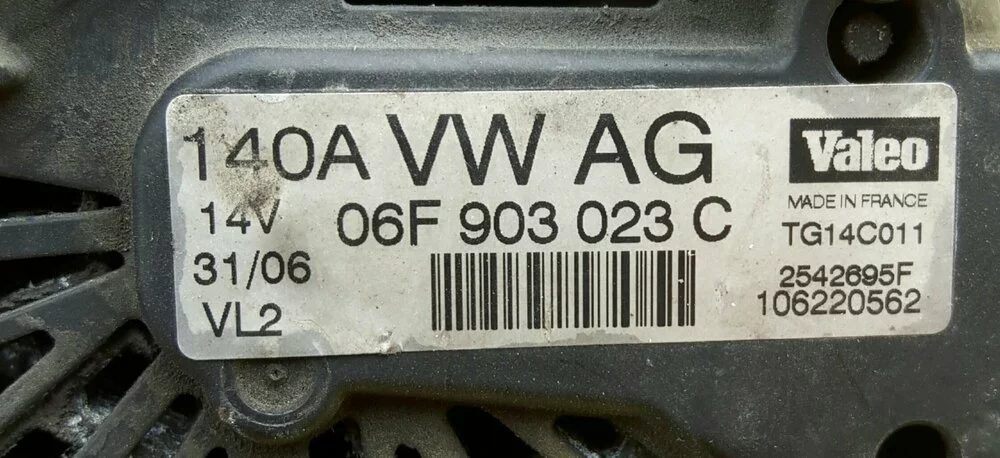 140A VW AG
14V 06F 903 023 C
31/06
VL2
Valeo
MADE IN FRANCE
TG14C011
2542695F
106220562